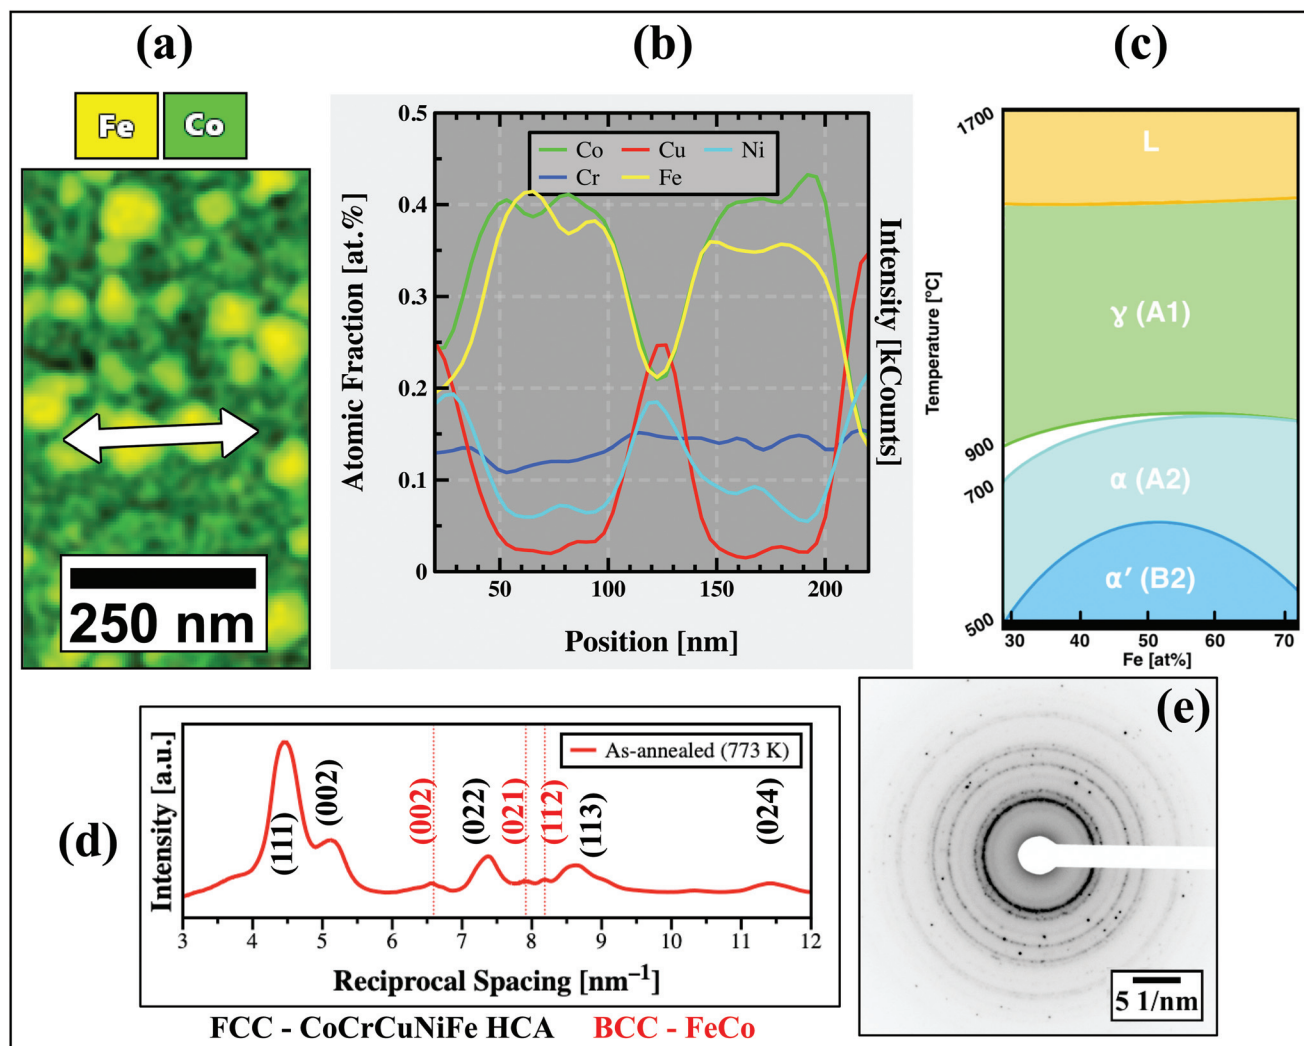 (a)
Fe Co
250 nm
(b)
Co Cu Ni
Cr Fe
Atomic Fraction [at.%]
0.5
0.4
0.3
0.2
0.1
0
50 100 150 200
Position [nm]
Intensity [kCounts]
(c)
1700
900
700
500
Temperature [°C]
L
γ (A1)
α (A2)
α′ (B2)
30 40 50 60 70
Fe [at%]
(d)
Intensity [a.u.]
As-annealed (773 K)
(111) (002) (002) (022) (021) (112) (113) (024)
3 4 5 6 7 8 9 10 11 12
Reciprocal Spacing [nm⁻¹]
FCC - CoCrCuNiFe HCA BCC - FeCo
(e)
5 1/nm